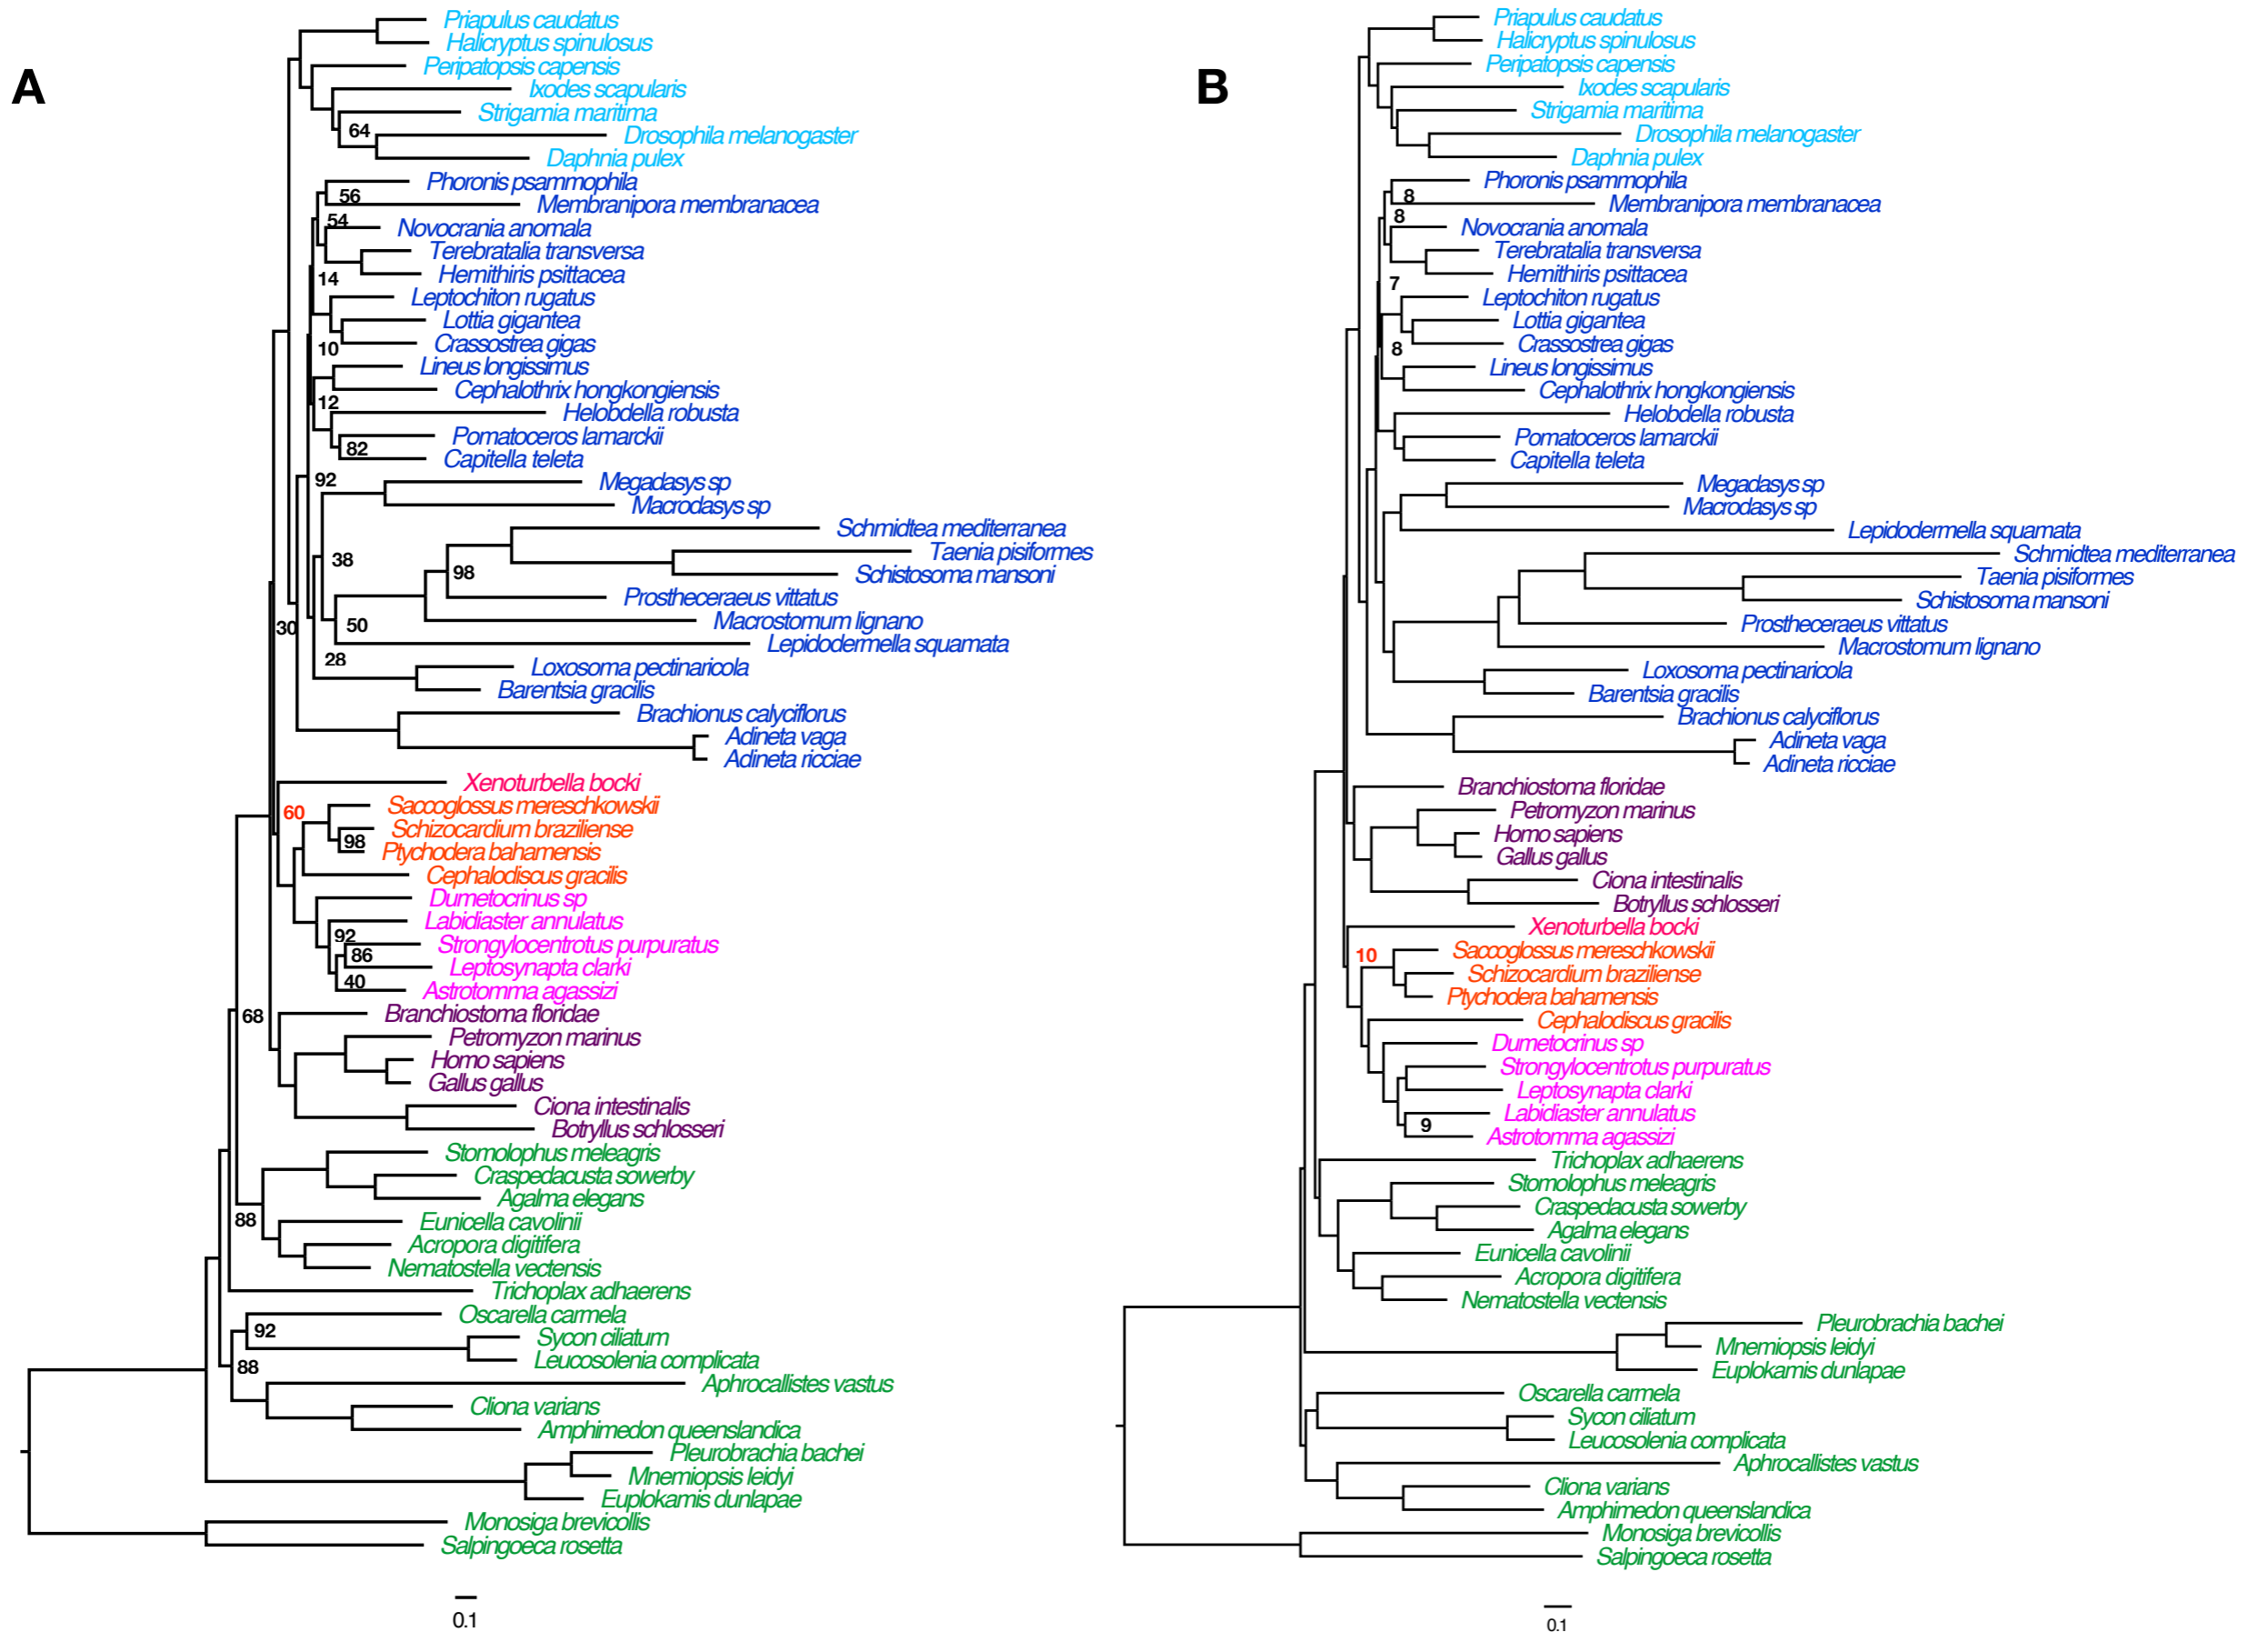 A
Priapulus caudatus
Halicryptus spinulosus
Peripatopsis capensis
Ixodes scapularis
Strigamia maritima
64
Drosophila melanogaster
Daphnia pulex
Phoronis psammophila
56
Membranipora membranacea
54
Novocrania anomala
Terebratalia transversa
Hemithiris psittacea
14
Leptochiton rugatus
Lottia gigantea
Crassostrea gigas
10
Lineus longissimus
Cephalothrix hongkongiensis
12
Helobdella robusta
Pomatoceros lamarckii
82
Capitella teleta
92
Megadasys sp
Macrodasys sp
Schmidtea mediterranea
38
Taenia pisiformes
98
Schistosoma mansoni
Prostheceraeus vittatus
30
50
Macrostomum lignano
Lepidodermella squamata
28
Loxosoma pectinaricola
Barentsia gracilis
Brachionus calyciflorus
Adineta vaga
Adineta ricciae
Xenoturbella bocki
60
Saccoglossus mereschkowskii
Schizocardium braziliense
98
Ptychodera bahamensis
Cephalodiscus gracilis
Dumetocrinus sp
Labidiaster annulatus
92
Strongylocentrotus purpuratus
86
Leptosynapta clarki
40
Astrotomma agassizi
68
Branchiostoma floridae
Petromyzon marinus
Homo sapiens
Gallus gallus
Ciona intestinalis
Botryllus schlosseri
Stomolophus meleagris
Craspedacusta sowerby
Agalma elegans
88
Eunicella cavolinii
Acropora digitifera
Nematostella vectensis
Trichoplax adhaerens
Oscarella carmela
92
Sycon ciliatum
Leucosolenia complicata
88
Aphrocallistes vastus
Cliona varians
Amphimedon queenslandica
Pleurobrachia bachei
Mnemiopsis leidyi
Euplokamis dunlapae
Monosiga brevicollis
Salpingoeca rosetta
0.1
B
Priapulus caudatus
Halicryptus spinulosus
Peripatopsis capensis
Ixodes scapularis
Strigamia maritima
Drosophila melanogaster
Daphnia pulex
Phoronis psammophila
8
Membranipora membranacea
8
Novocrania anomala
Terebratalia transversa
Hemithiris psittacea
7
Leptochiton rugatus
Lottia gigantea
Crassostrea gigas
8
Lineus longissimus
Cephalothrix hongkongiensis
Helobdella robusta
Pomatoceros lamarckii
Capitella teleta
Megadasys sp
Macrodasys sp
Lepidodermella squamata
Schmidtea mediterranea
Taenia pisiformes
Schistosoma mansoni
Prostheceraeus vittatus
Macrostomum lignano
Loxosoma pectinaricola
Barentsia gracilis
Brachionus calyciflorus
Adineta vaga
Adineta ricciae
Branchiostoma floridae
Petromyzon marinus
Homo sapiens
Gallus gallus
Ciona intestinalis
Botryllus schlosseri
Xenoturbella bocki
10
Saccoglossus mereschkowskii
Schizocardium braziliense
Ptychodera bahamensis
Cephalodiscus gracilis
Dumetocrinus sp
Strongylocentrotus purpuratus
Leptosynapta clarki
Labidiaster annulatus
9
Astrotomma agassizi
Trichoplax adhaerens
Stomolophus meleagris
Craspedacusta sowerby
Agalma elegans
Eunicella cavolinii
Acropora digitifera
Nematostella vectensis
Pleurobrachia bachei
Mnemiopsis leidyi
Euplokamis dunlapae
Oscarella carmela
Sycon ciliatum
Leucosolenia complicata
Aphrocallistes vastus
Cliona varians
Amphimedon queenslandica
Monosiga brevicollis
Salpingoeca rosetta
0.1